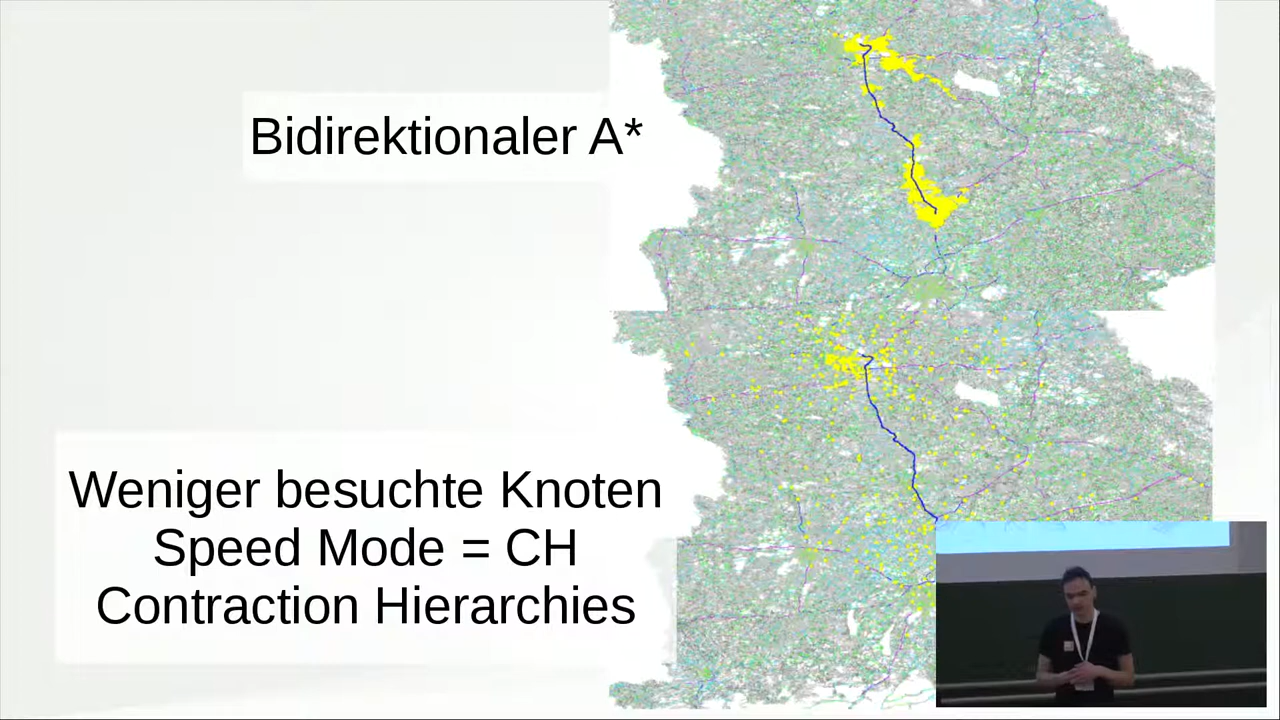 Bidirektionaler A*
Weniger besuchte Knoten
Speed Mode = CH
Contraction Hierarchies